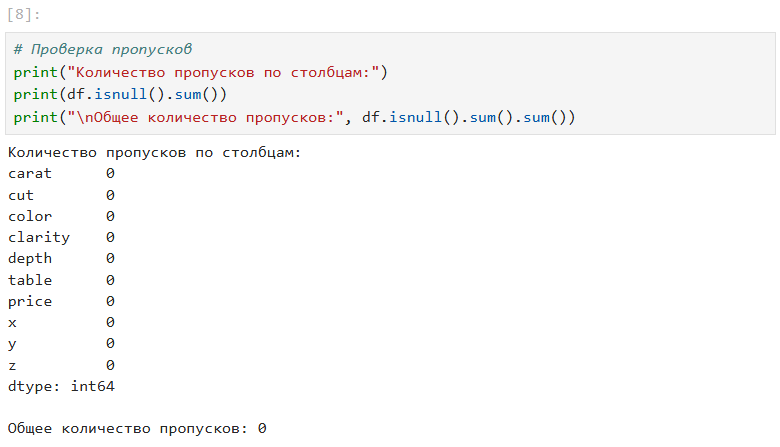 [8]:
# Проверка пропусков
print("Количество пропусков по столбцам:")
print(df.isnull().sum())
print("\nОбщее количество пропусков:", df.isnull().sum().sum())
Количество пропусков по столбцам:
carat      0
cut        0
color      0
clarity    0
depth      0
table      0
price      0
x          0
y          0
z          0
dtype: int64
Общее количество пропусков: 0